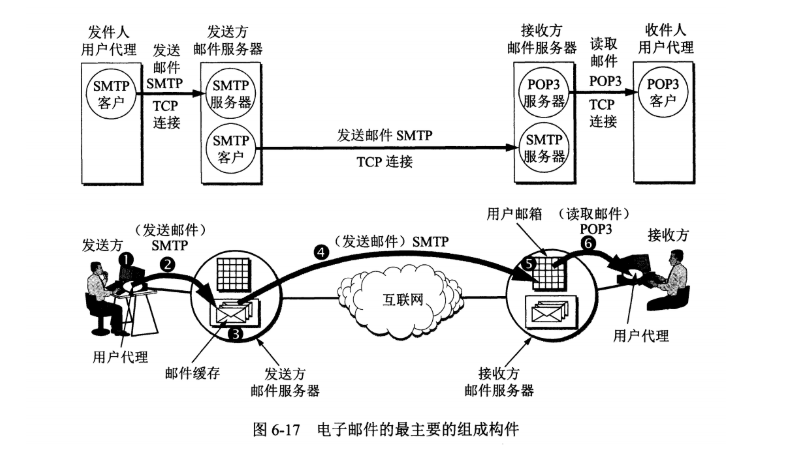 发件人
用户代理
发送
邮件
SMTP
TCP
连接
发送方
邮件服务器
SMTP
客户
SMTP
服务器
SMTP
客户
发送邮件 SMTP
TCP 连接
接收方
邮件服务器
POP3
服务器
SMTP
服务器
读取
邮件
POP3
TCP
连接
收件人
用户代理
POP3
客户
发送方
(发送邮件)
SMTP
❶
❷
❸
❹
(发送邮件) SMTP
用户邮箱
(读取邮件)
POP3
❺
❻
接收方
互联网
用户代理
邮件缓存
发送方
邮件服务器
接收方
邮件服务器
用户代理
图 6-17 电子邮件的最主要的组成构件